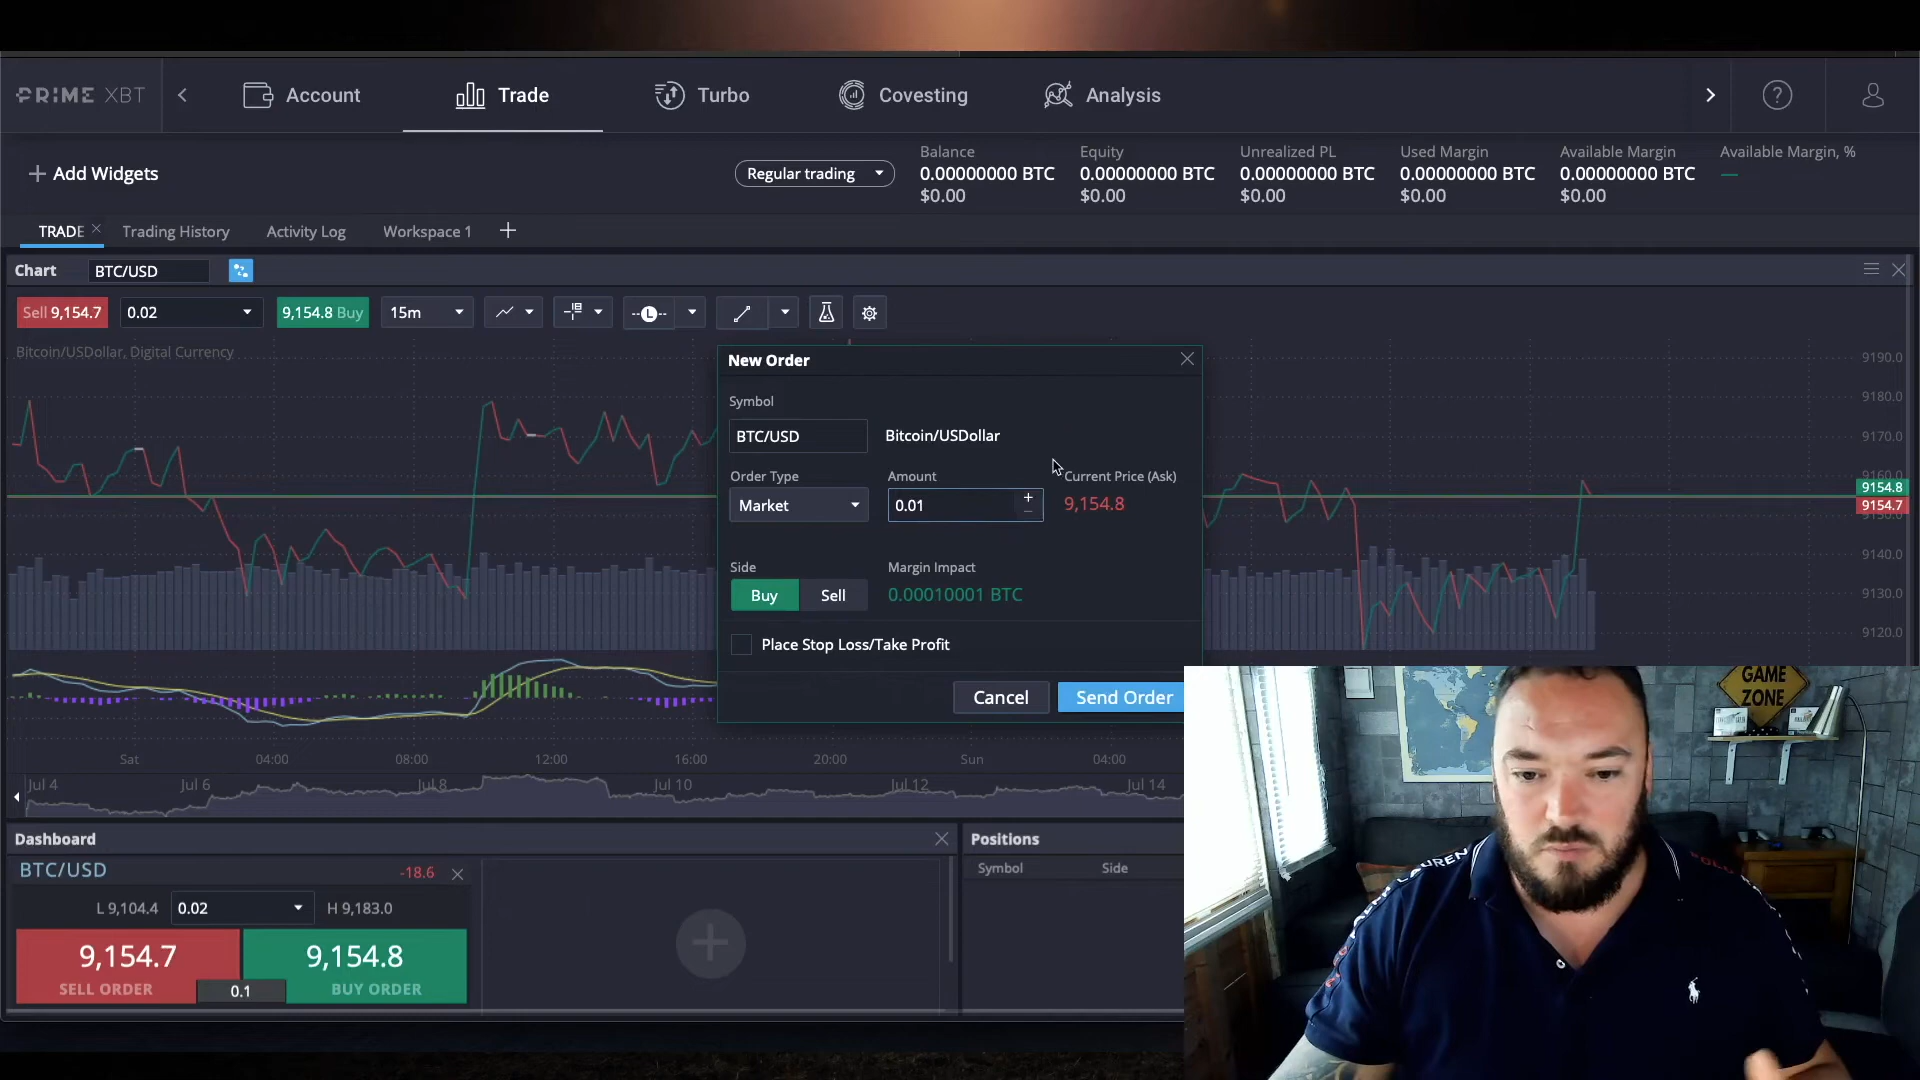 PRIME XBT
Account
Trade
Turbo
Covesting
Analysis
?
+ Add Widgets
Regular trading
Balance
0.00000000 BTC
$0.00
Equity
0.00000000 BTC
$0.00
Unrealized PL
0.00000000 BTC
$0.00
Used Margin
0.00000000 BTC
$0.00
Available Margin
0.00000000 BTC
$0.00
Available Margin, %
—
TRADE
Trading History
Activity Log
Workspace 1
+
Chart
BTC/USD
Sell 9,154.7
0.02
9,154.8 Buy
15m
Bitcoin/USDollar, Digital Currency
New Order
Symbol
BTC/USD
Bitcoin/USDollar
Order Type
Market
Amount
0.01
Current Price (Ask)
9,154.8
Side
Buy
Sell
Margin Impact
0.00010001 BTC
Place Stop Loss/Take Profit
Cancel
Send Order
9190.0
9180.0
9170.0
9160.0
9154.8
9154.7
9140.0
9130.0
9120.0
Sat
04:00
08:00
12:00
16:00
20:00
Sun
04:00
Jul 4
Jul 6
Jul 8
Jul 10
Jul 12
Jul 14
Dashboard
BTC/USD
-18.6
L 9,104.4
0.02
H 9,183.0
9,154.7
SELL ORDER
0.1
9,154.8
BUY ORDER
Positions
Symbol
Side
GAME
ZONE
LAUREN